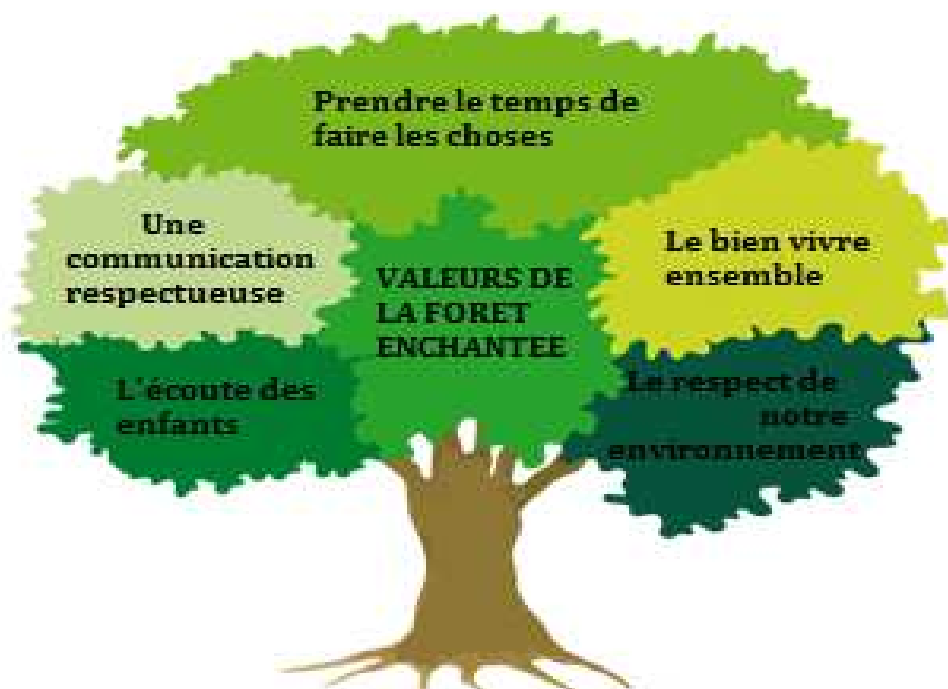 Prendre le temps de
faire les choses
Une
communication
respectueuse
VALEURS DE
LA FORET
ENCHANTEE
Le bien vivre
ensemble
L'écoute des
enfants
Le respect de
notre
environnement